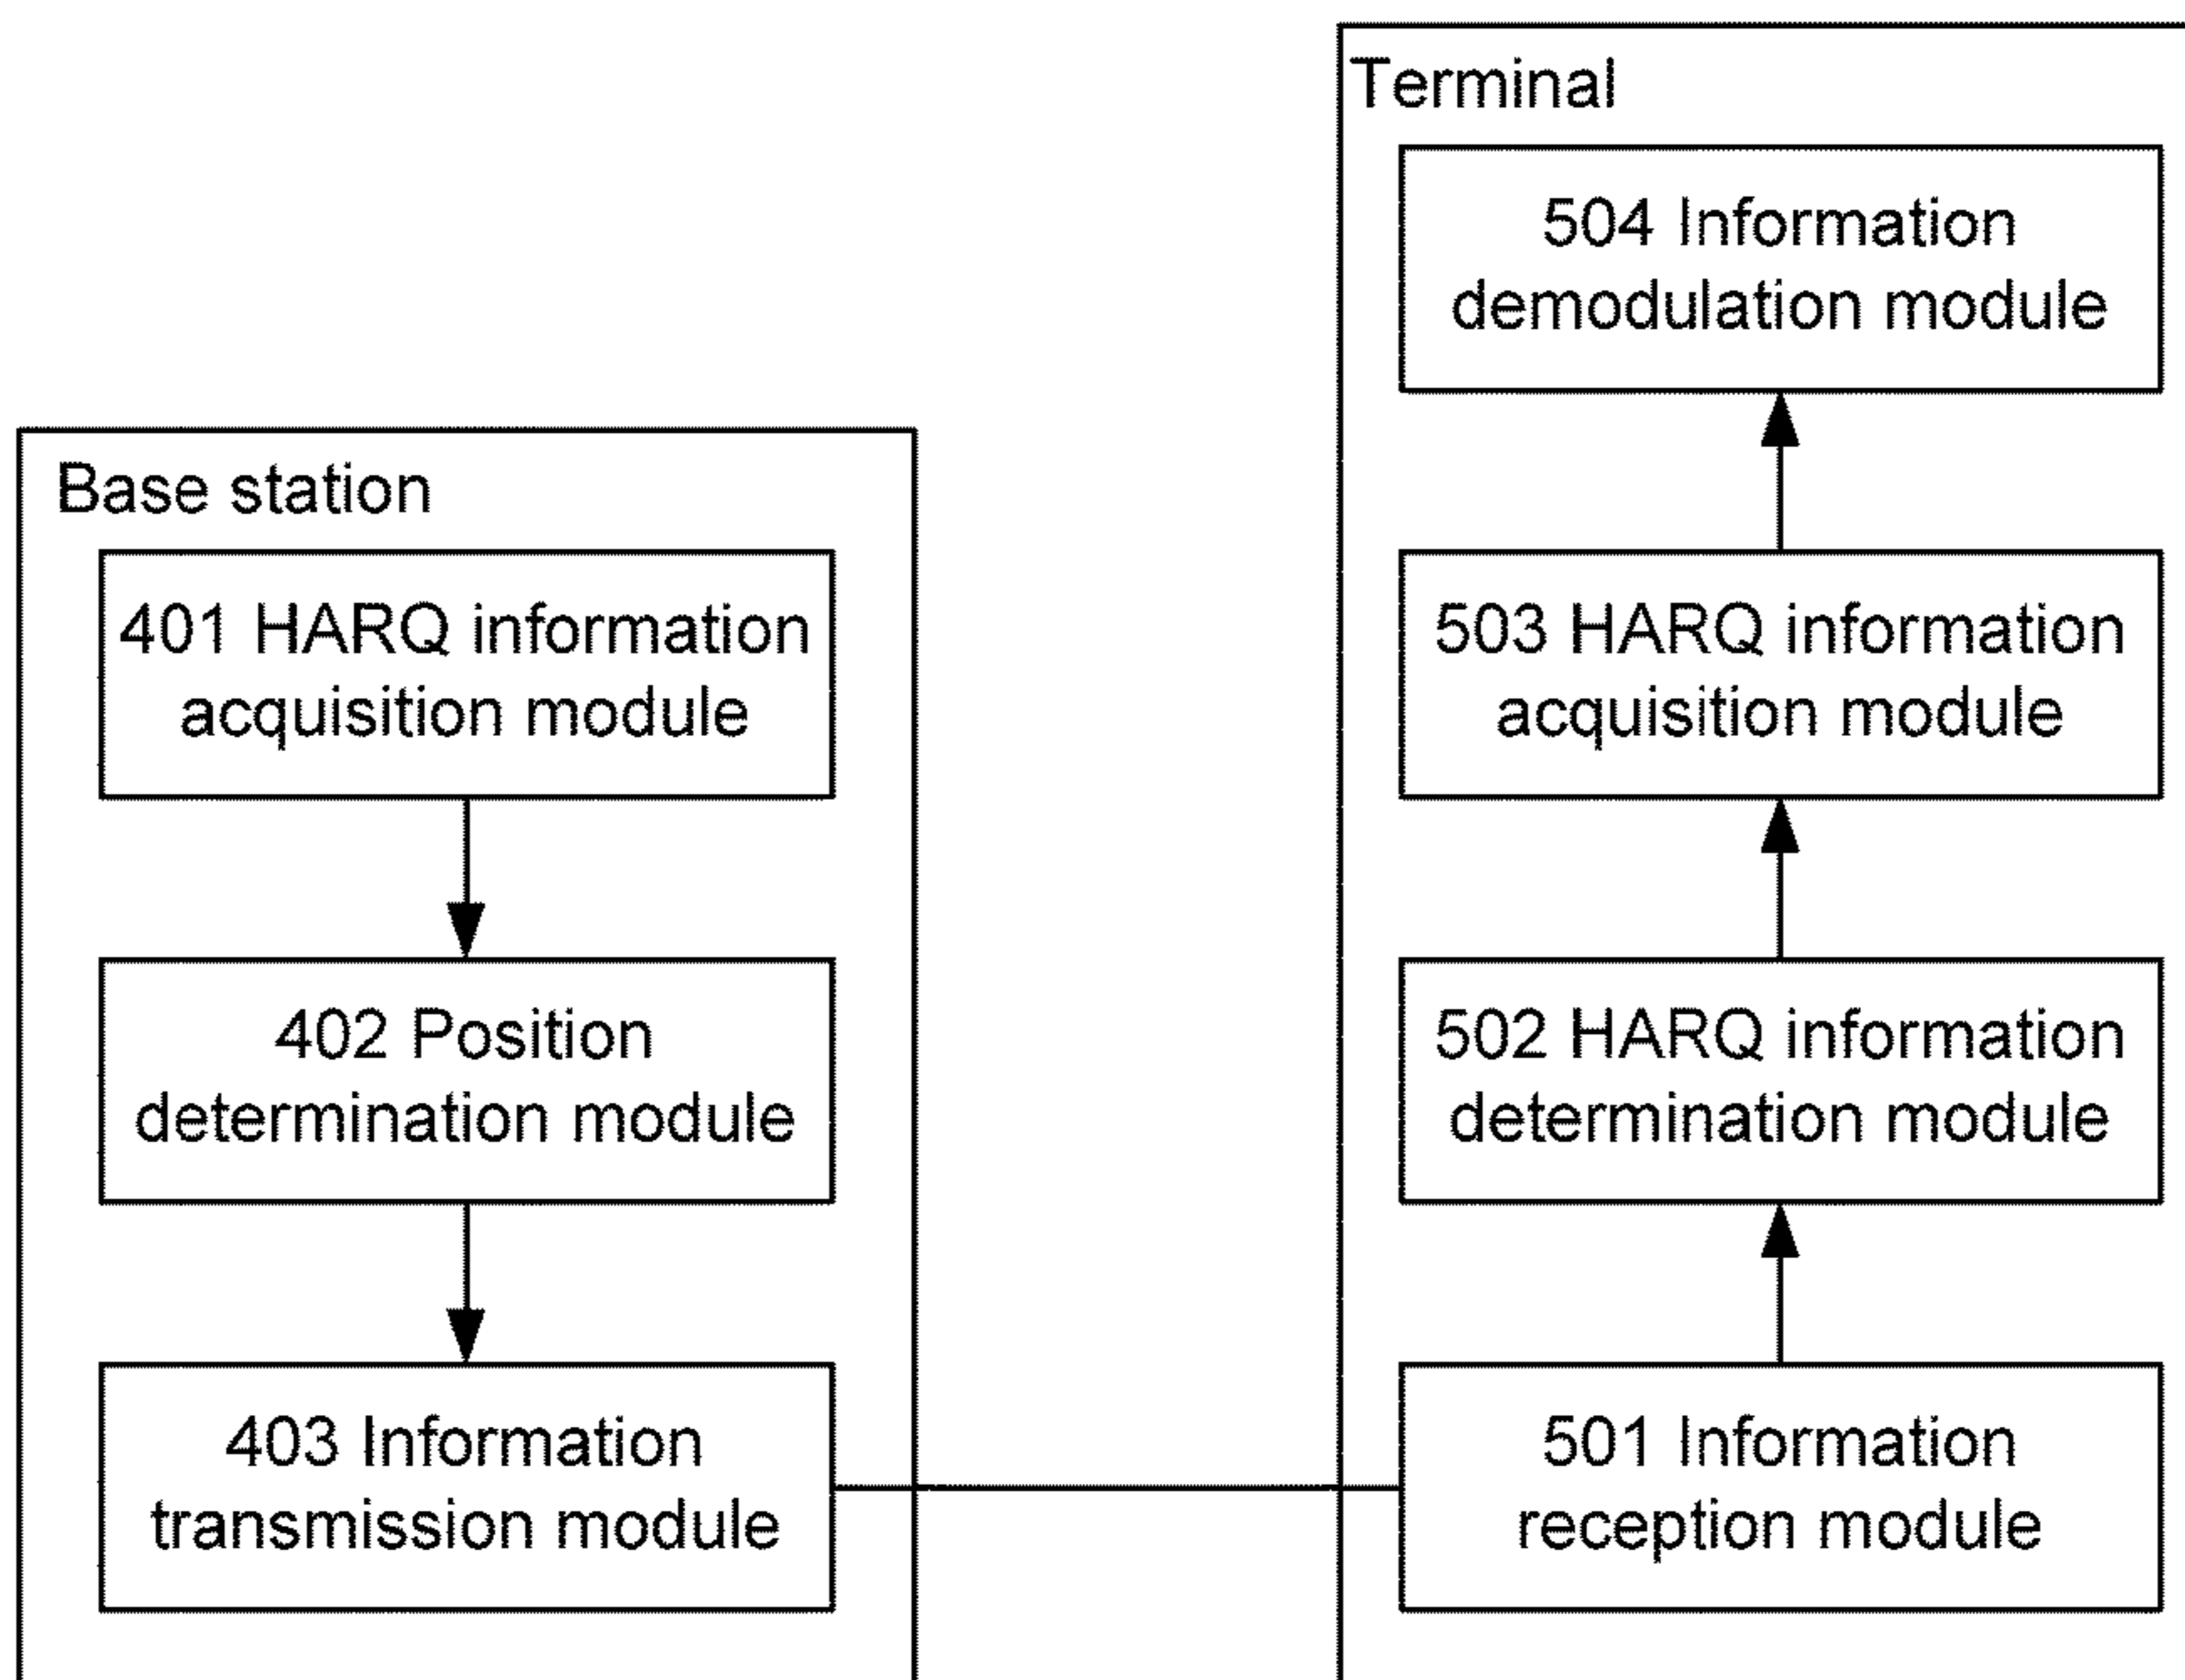 Base station
401 HARQ information
acquisition module
402 Position
determination module
403 Information
transmission module
Terminal
504 Information
demodulation module
503 HARQ information
acquisition module
502 HARQ information
determination module
501 Information
reception module